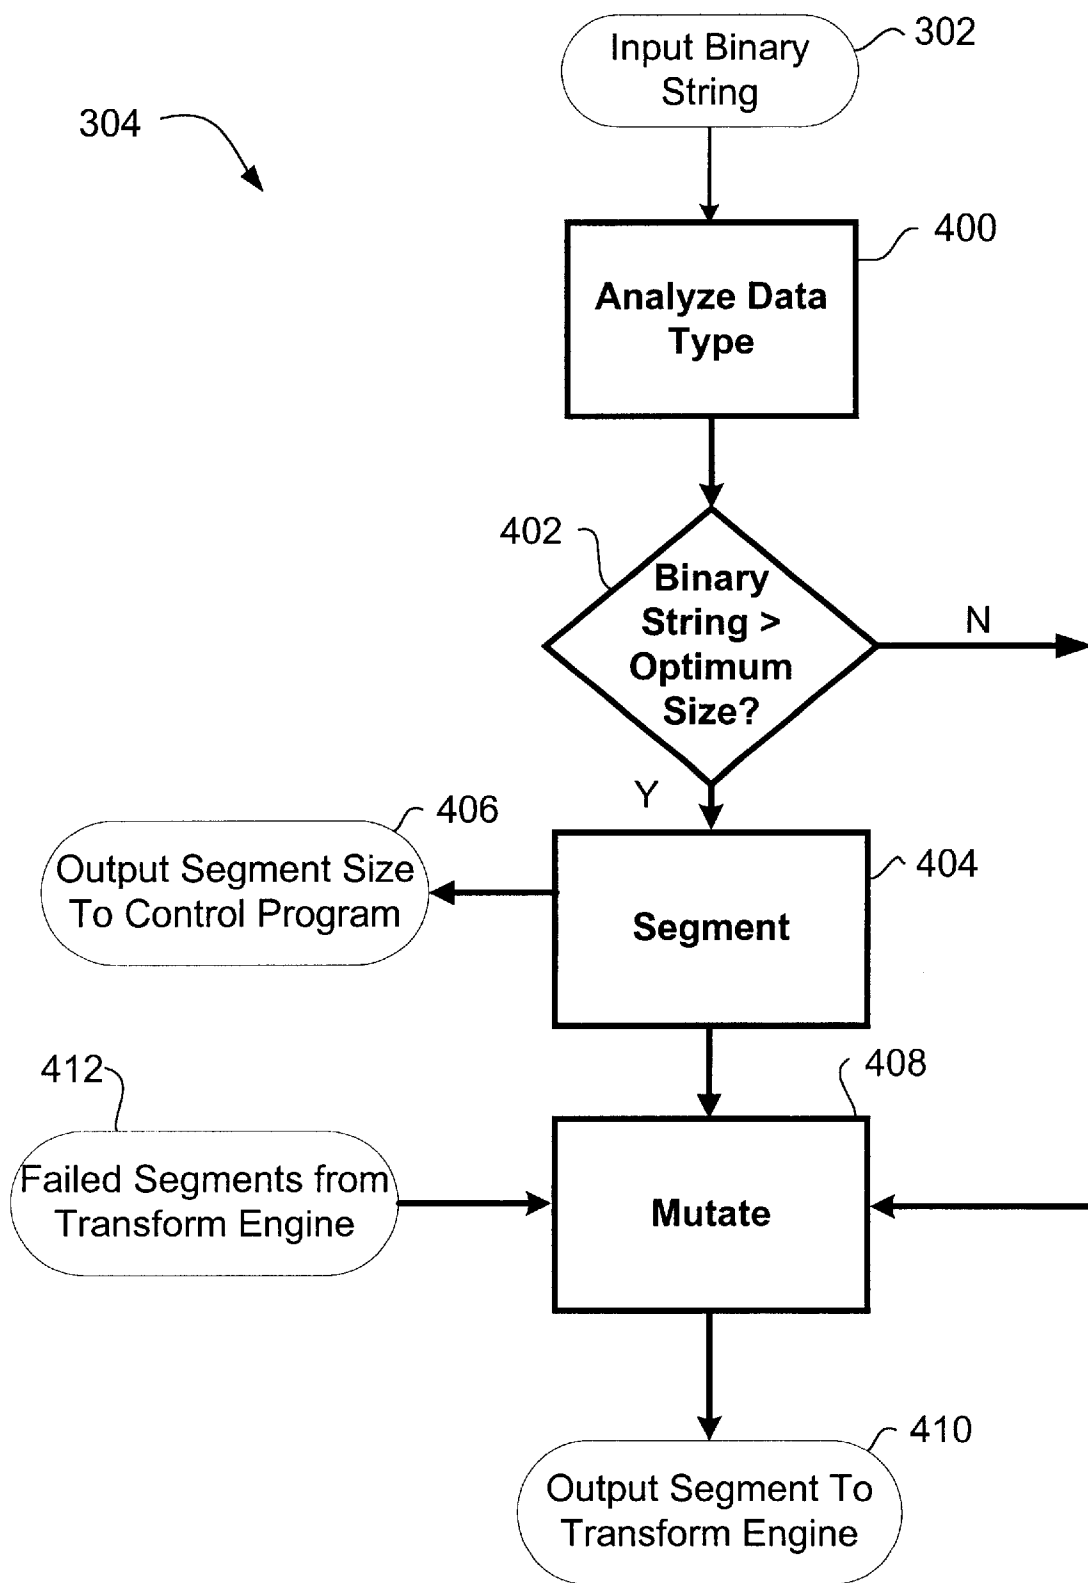 Input Binary
String
302
304
Analyze Data
Type
400
402
Binary
String >
Optimum
Size?
N
Y
406
Output Segment Size
To Control Program
Segment
404
412
Failed Segments from
Transform Engine
408
Mutate
410
Output Segment To
Transform Engine